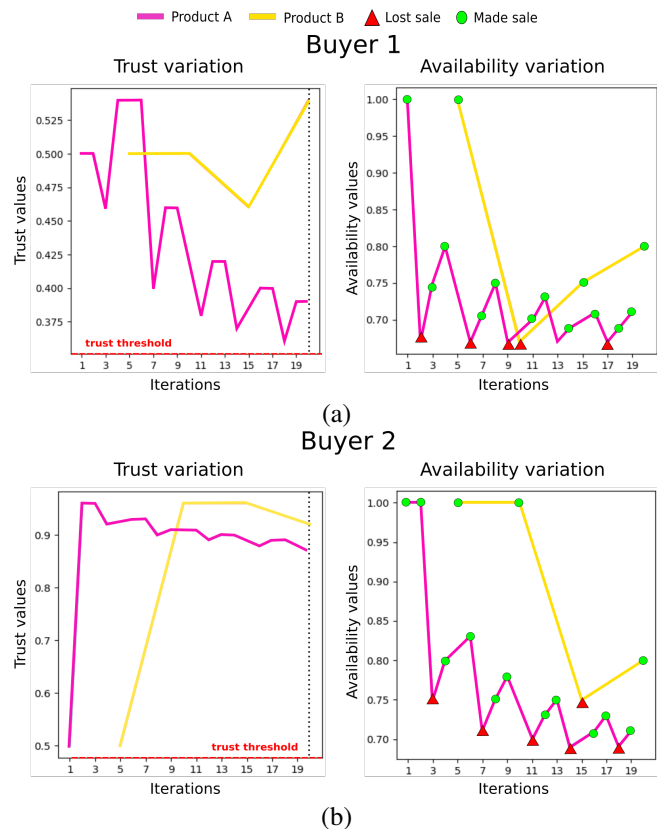 Product A Product B Lost sale Made sale
Buyer 1
Trust variation Availability variation
Trust values
0.525
0.500
0.475
0.450
0.425
0.400
0.375
trust threshold
1 3 5 7 9 11 13 15 17 19
Iterations
Availability values
1.00
0.95
0.90
0.85
0.80
0.75
0.70
1 3 5 7 9 11 13 15 17 19
Iterations
(a)
Buyer 2
Trust variation Availability variation
Trust values
0.9
0.8
0.7
0.6
0.5
trust threshold
1 3 5 7 9 11 13 15 17 19
Iterations
Availability values
1.00
0.95
0.90
0.85
0.80
0.75
0.70
1 3 5 7 9 11 13 15 17 19
Iterations
(b)